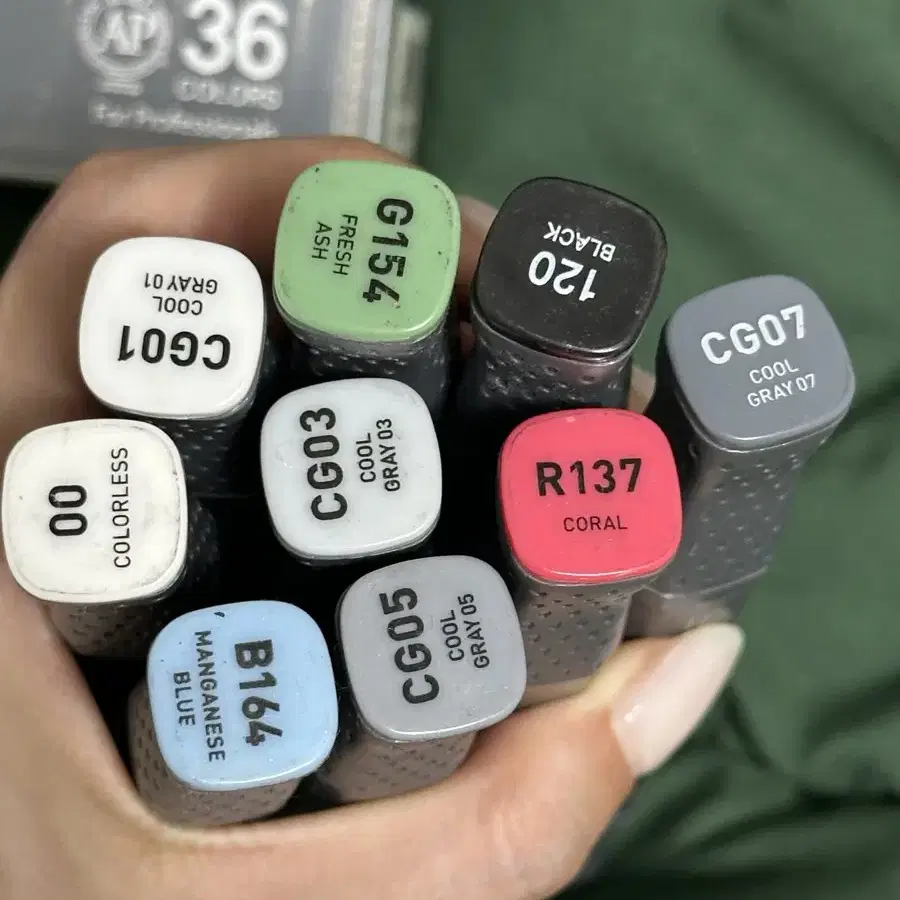 AP
36
COLORS
For Professionals
G154
FRESH
ASH
120
BLACK
CG01
COOL
GRAY 01
CG07
COOL
GRAY 07
CG03
COOL
GRAY 03
R137
CORAL
00
COLORLESS
CG05
COOL
GRAY 05
B164
MANGANESE
BLUE